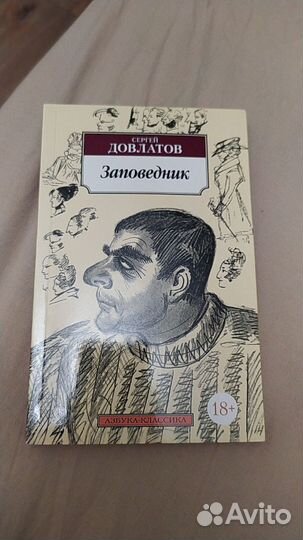 СЕРГЕЙ
ДОВЛАТОВ
Заповедник
АЗБУКА-КЛАССИКА
18+
Avito